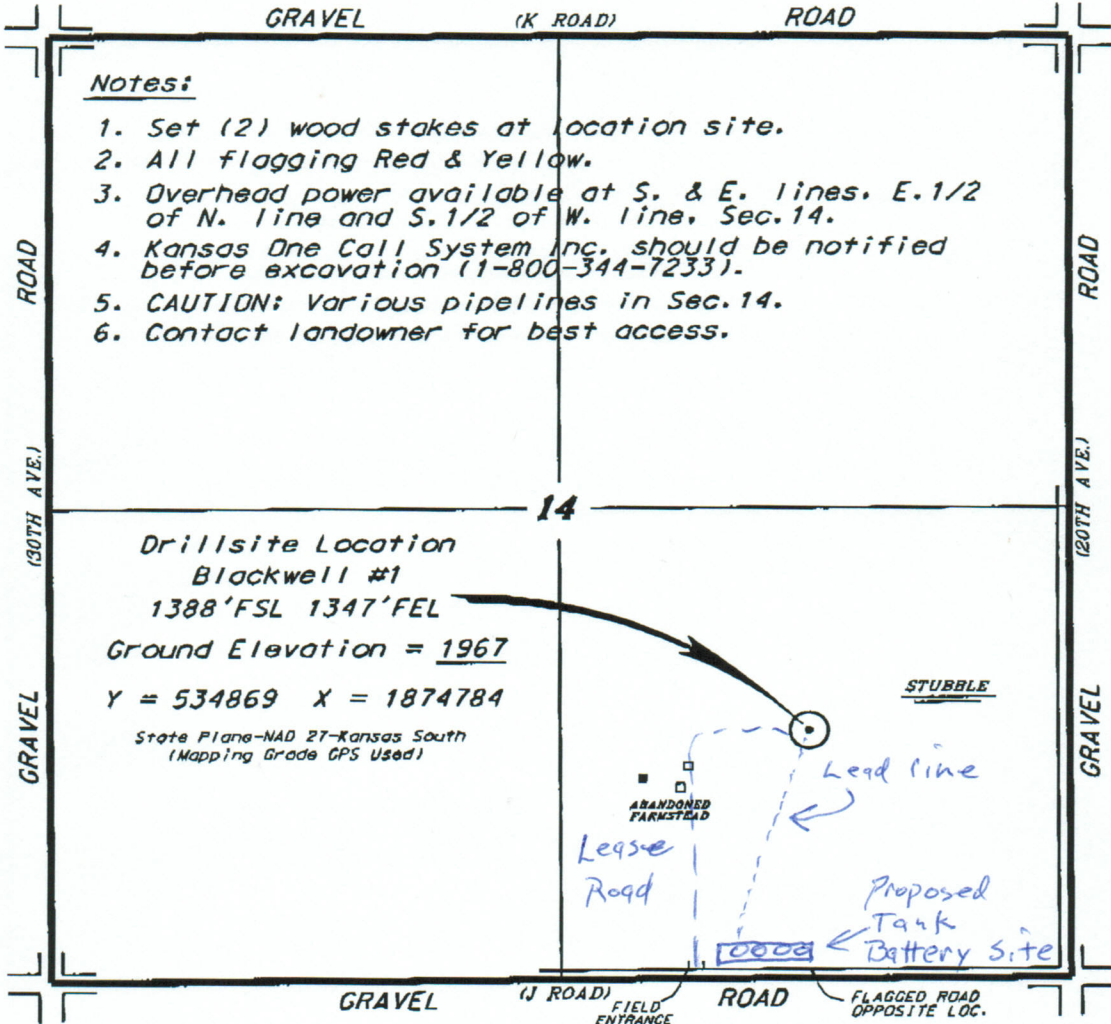 GRAVEL (K ROAD) ROAD
Notes:
1. Set (2) wood stakes at location site.
2. All flagging Red & Yellow.
3. Overhead power available at S. & E. lines. E.1/2
of N. line and S.1/2 of W. line. Sec.14.
4. Kansas One Call System Inc. should be notified
before excavation (1-800-344-7233).
5. CAUTION: Various pipelines in Sec.14.
6. Contact landowner for best access.
ROAD
(30TH AVE.)
GRAVEL
ROAD
(20TH AVE.)
GRAVEL
14
Drillsite Location
Blackwell #1
1388'FSL 1347'FEL
Ground Elevation = 1967
Y = 534869 X = 1874784
State Plane-NAD 27-Kansas South
(Mapping Grade GPS Used)
STUBBLE
Lead line
ABANDONED
FARMSTEAD
Lease
Road
Proposed
Tank
Battery Site
GRAVEL (J ROAD) ROAD
FIELD
ENTRANCE
FLAGGED ROAD
OPPOSITE LOC.